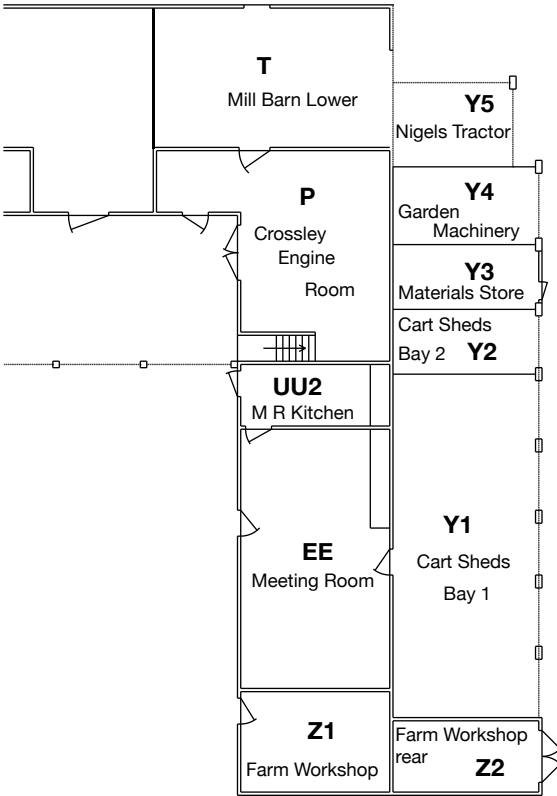 T
Mill Barn Lower
Y5
Nigels Tractor
P
Crossley
Engine
Room
Y4
Garden
Machinery
Y3
Materials Store
Cart Sheds
Bay 2 Y2
UU2
M R Kitchen
EE
Meeting Room
Y1
Cart Sheds
Bay 1
Z1
Farm Workshop
Farm Workshop
rear
Z2